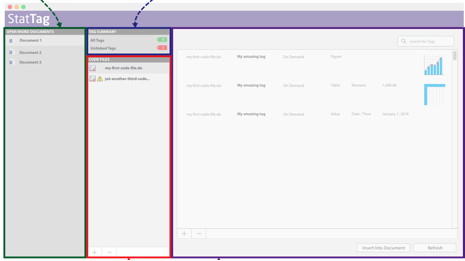 StatTag
OPEN WORD DOCUMENTS
Document 1
Document 2
Document 3
TAG SUMMARY
All Tags
Unlinked Tags
CODE FILES
my-first-code-file.do
yet-another-third-code...
Search for Tags
my-first-code-file.do My amazing tag On Demand Figure
my-first-code-file.do My amazing tag On Demand Value Numeric 1,000.00
my-first-code-file.do My amazing tag On Demand Value Date / Time January 1, 2016
+ −
+ −
Insert Into Document
Refresh